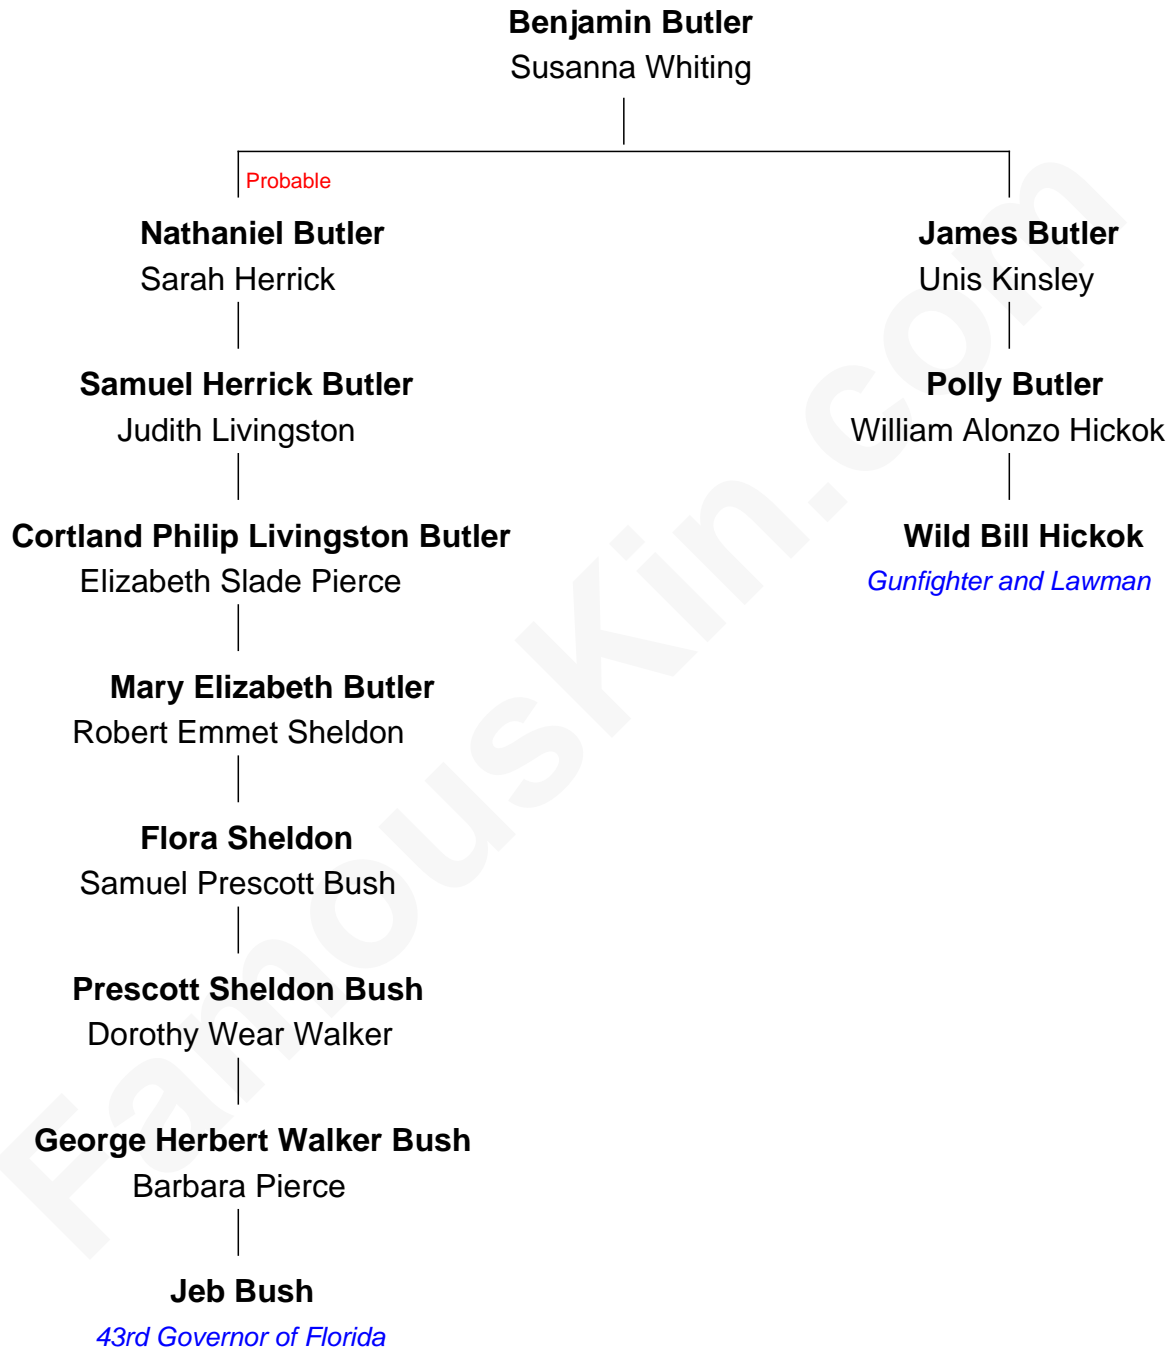 Benjamin Butler
Susanna Whiting
Probable
Nathaniel Butler
Sarah Herrick
James Butler
Unis Kinsley
Samuel Herrick Butler
Judith Livingston
Polly Butler
William Alonzo Hickok
Cortland Philip Livingston Butler
Elizabeth Slade Pierce
Wild Bill Hickok
Gunfighter and Lawman
Mary Elizabeth Butler
Robert Emmet Sheldon
Flora Sheldon
Samuel Prescott Bush
Prescott Sheldon Bush
Dorothy Wear Walker
George Herbert Walker Bush
Barbara Pierce
Jeb Bush
43rd Governor of Florida
FamousKin.com